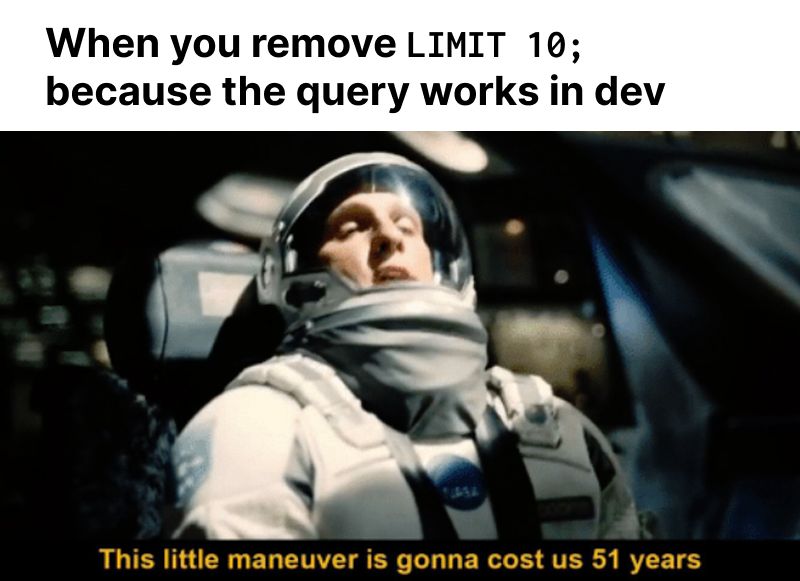 When you remove LIMIT 10;
because the query works in dev
NASA
This little maneuver is gonna cost us 51 years